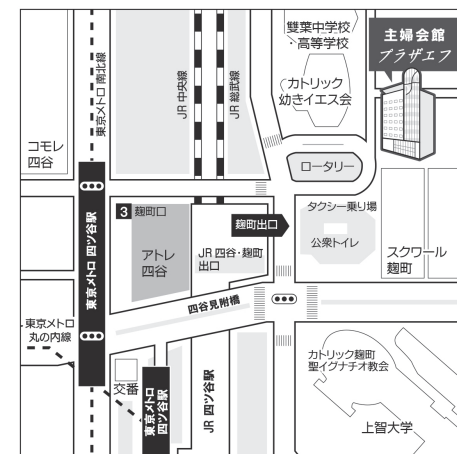 雙葉中学校
・高等学校
主婦会館
プラザエフ
東京メトロ 南北線
JR 中央線
JR 総武線
カトリック
幼きイエス会
コモレ
四谷
ロータリー
3 麹町口
麹町出口
タクシー乗り場
公衆トイレ
東京メトロ 四ツ谷駅
アトレ
四谷
JR 四谷・麹町
出口
スクワール
麹町
四谷見附橋
東京メトロ
丸の内線
交番
東京メトロ
四ツ谷駅
JR 四ツ谷駅
カトリック麹町
聖イグナチオ教会
上智大学